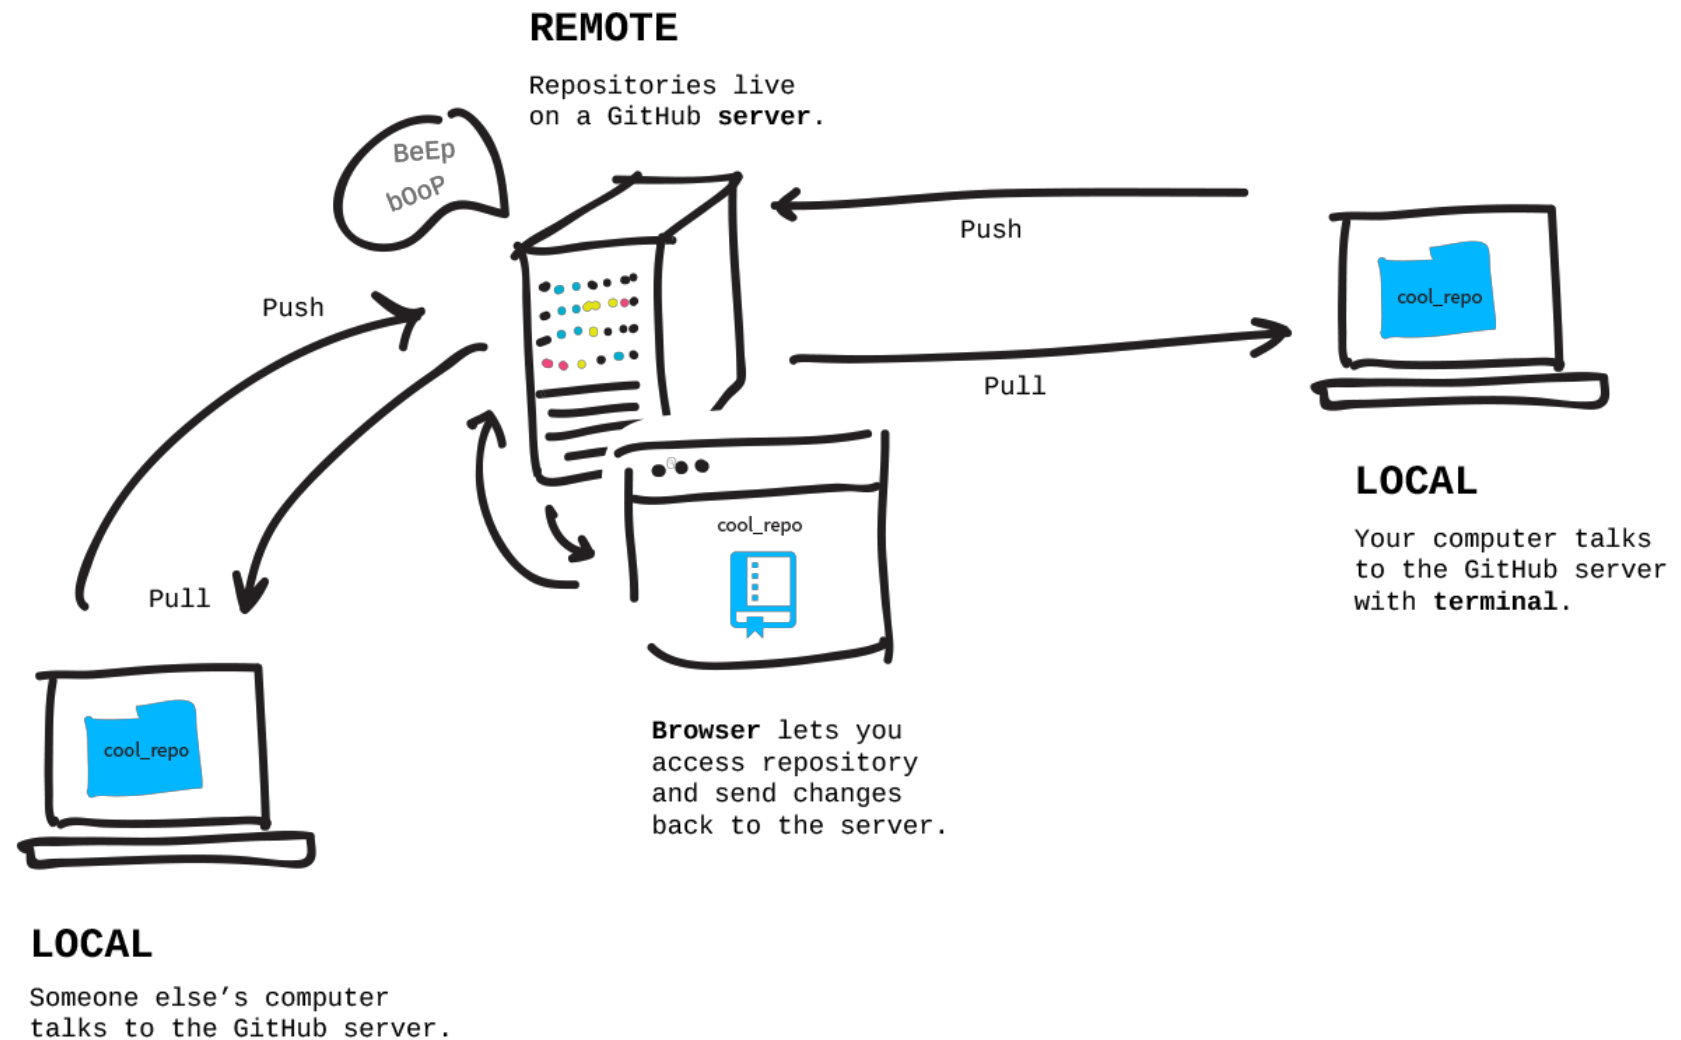 REMOTE
Repositories live
on a GitHub server.
BeEp
bOoP
Push
Pull
cool_repo
LOCAL
Your computer talks
to the GitHub server
with terminal.
Push
Pull
cool_repo
Browser lets you
access repository
and send changes
back to the server.
cool_repo
LOCAL
Someone else’s computer
talks to the GitHub server.